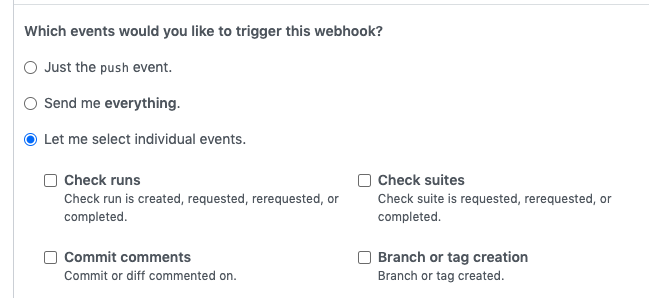 Which events would you like to trigger this webhook?
Just the push event.
Send me everything.
Let me select individual events.
Check runs
Check run is created, requested, rerequested, or
completed.
Check suites
Check suite is requested, rerequested, or
completed.
Commit comments
Commit or diff commented on.
Branch or tag creation
Branch or tag created.